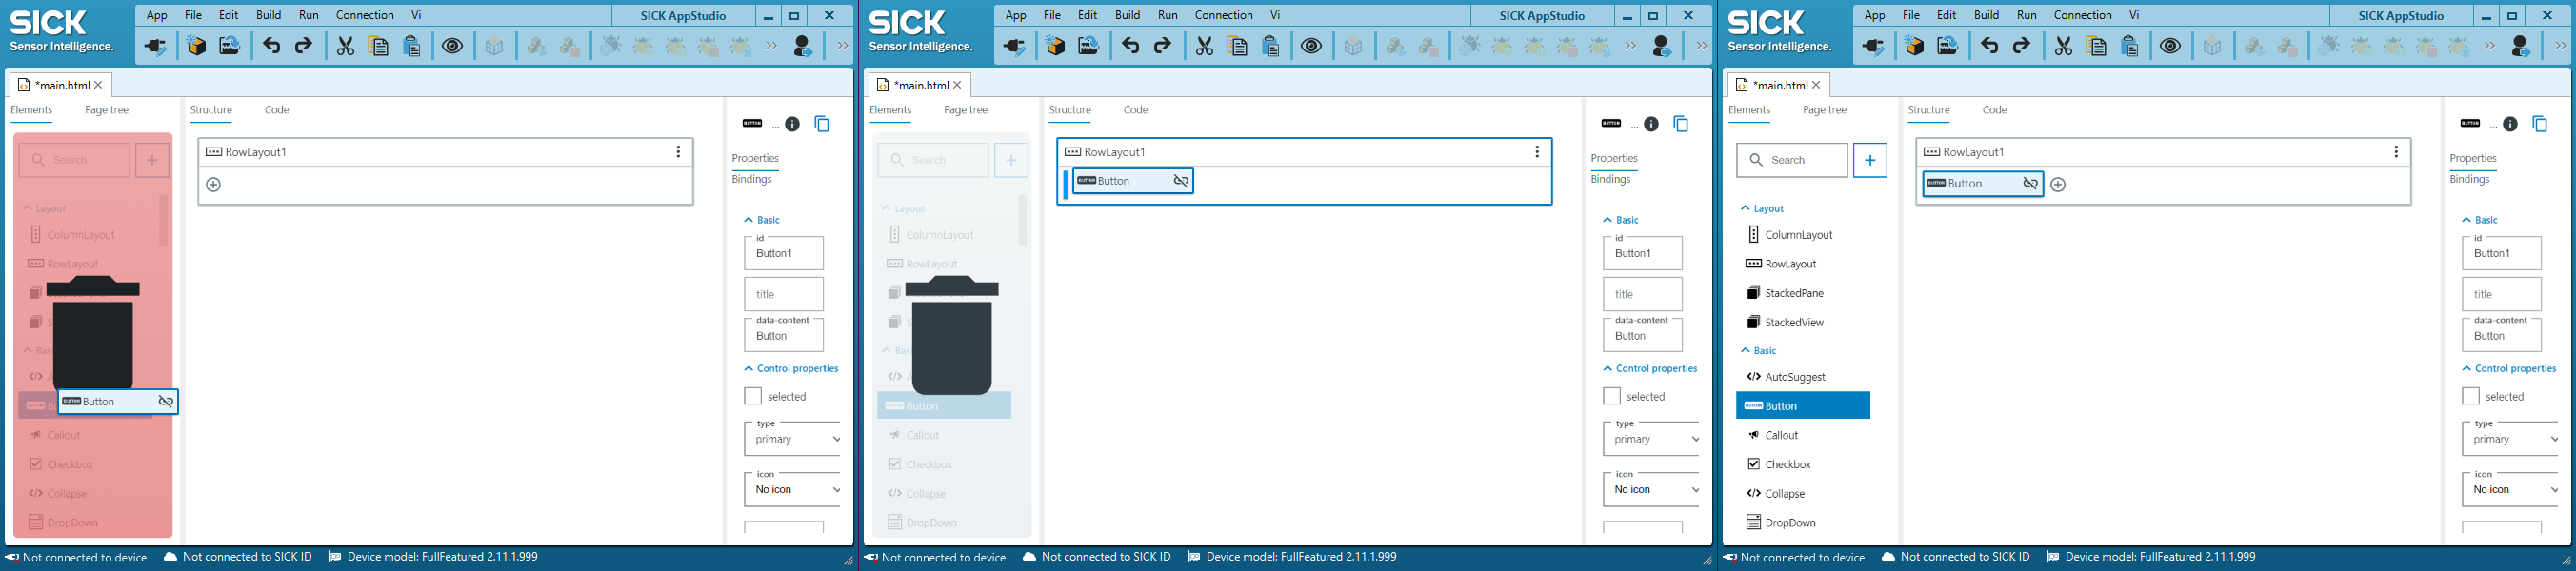 SICK
Sensor Intelligence.
App File Edit Build Run Connection Vi
SICK AppStudio
*main.html
Elements Page tree
Structure Code
Search
Layout
ColumnLayout
RowLayout
Callout
Checkbox
Collapse
DropDown
BUTTON Button
RowLayout1
BUTTON ...
Properties
Bindings
Basic
id
Button1
title
data-content
Button
Control properties
selected
type
primary
icon
No icon
Not connected to device Not connected to SICK ID Device model: FullFeatured 2.11.1.999
SICK
Sensor Intelligence.
App File Edit Build Run Connection Vi
SICK AppStudio
*main.html
Elements Page tree
Structure Code
Search
Layout
ColumnLayout
RowLayout
BUTTON Button
Callout
Checkbox
Collapse
DropDown
RowLayout1
BUTTON Button
BUTTON ...
Properties
Bindings
Basic
id
Button1
title
data-content
Button
Control properties
selected
type
primary
icon
No icon
Not connected to device Not connected to SICK ID Device model: FullFeatured 2.11.1.999
SICK
Sensor Intelligence.
App File Edit Build Run Connection Vi
SICK AppStudio
*main.html
Elements Page tree
Structure Code
Search
Layout
ColumnLayout
RowLayout
StackedPane
StackedView
Basic
AutoSuggest
BUTTON Button
Callout
Checkbox
Collapse
DropDown
RowLayout1
BUTTON Button
BUTTON ...
Properties
Bindings
Basic
id
Button1
title
data-content
Button
Control properties
selected
type
primary
icon
No icon
Not connected to device Not connected to SICK ID Device model: FullFeatured 2.11.1.999